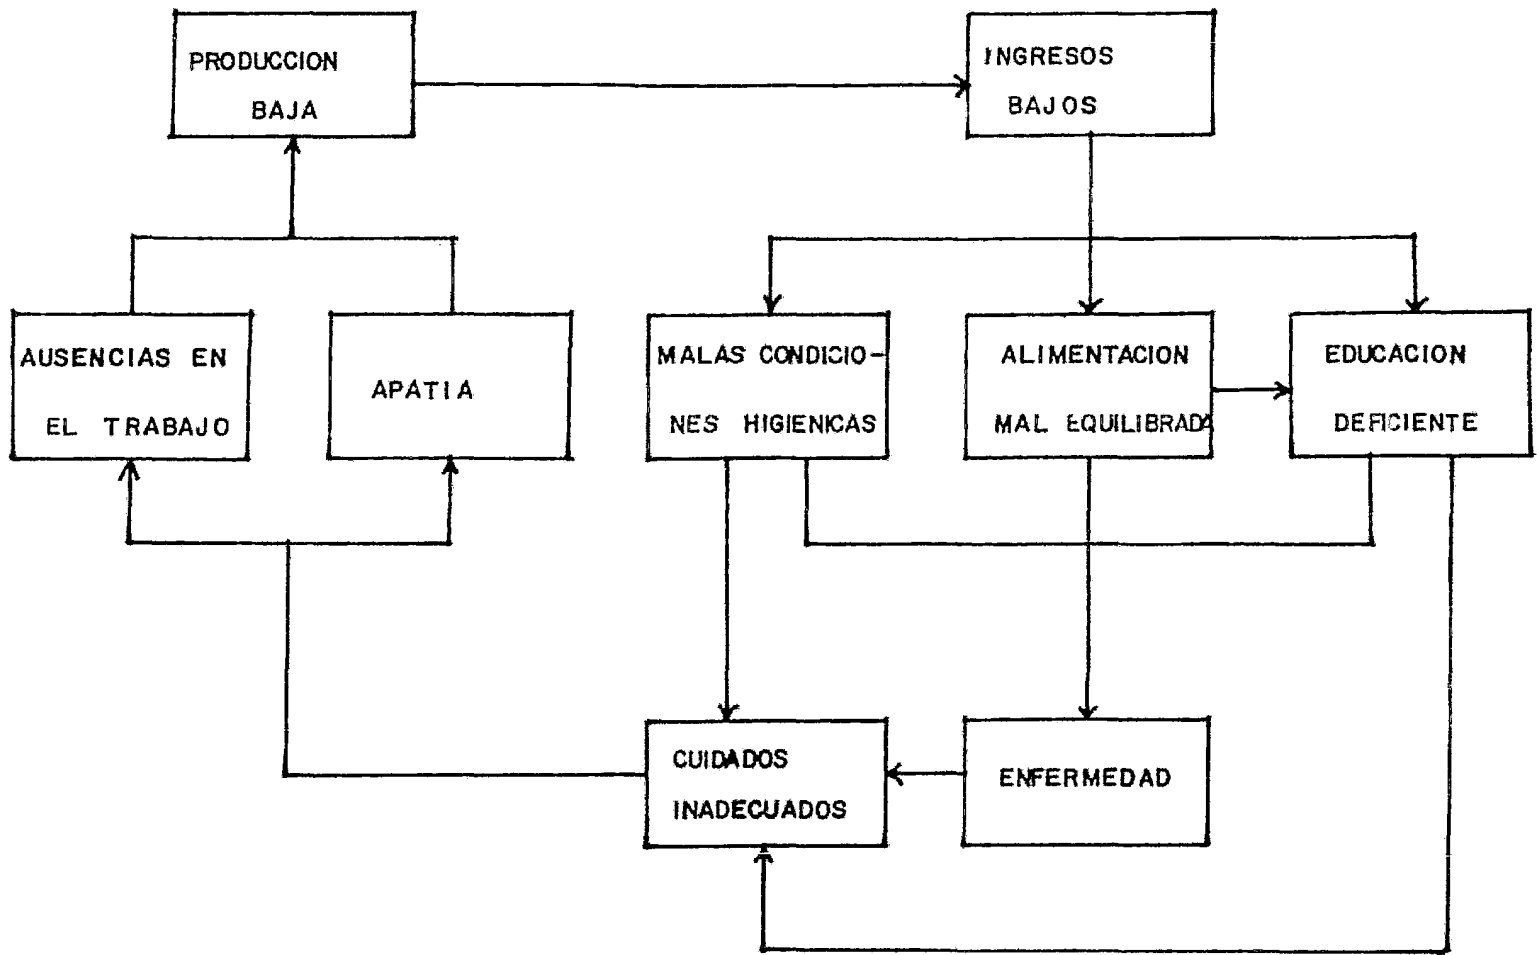 PRODUCCION
BAJA
INGRESOS
BAJOS
AUSENCIAS EN
EL TRABAJO
APATIA
MALAS CONDICIO-
NES HIGIENICAS
ALIMENTACION
MAL EQUILIBRADA
EDUCACION
DEFICIENTE
CUIDADOS
INADECUADOS
ENFERMEDAD